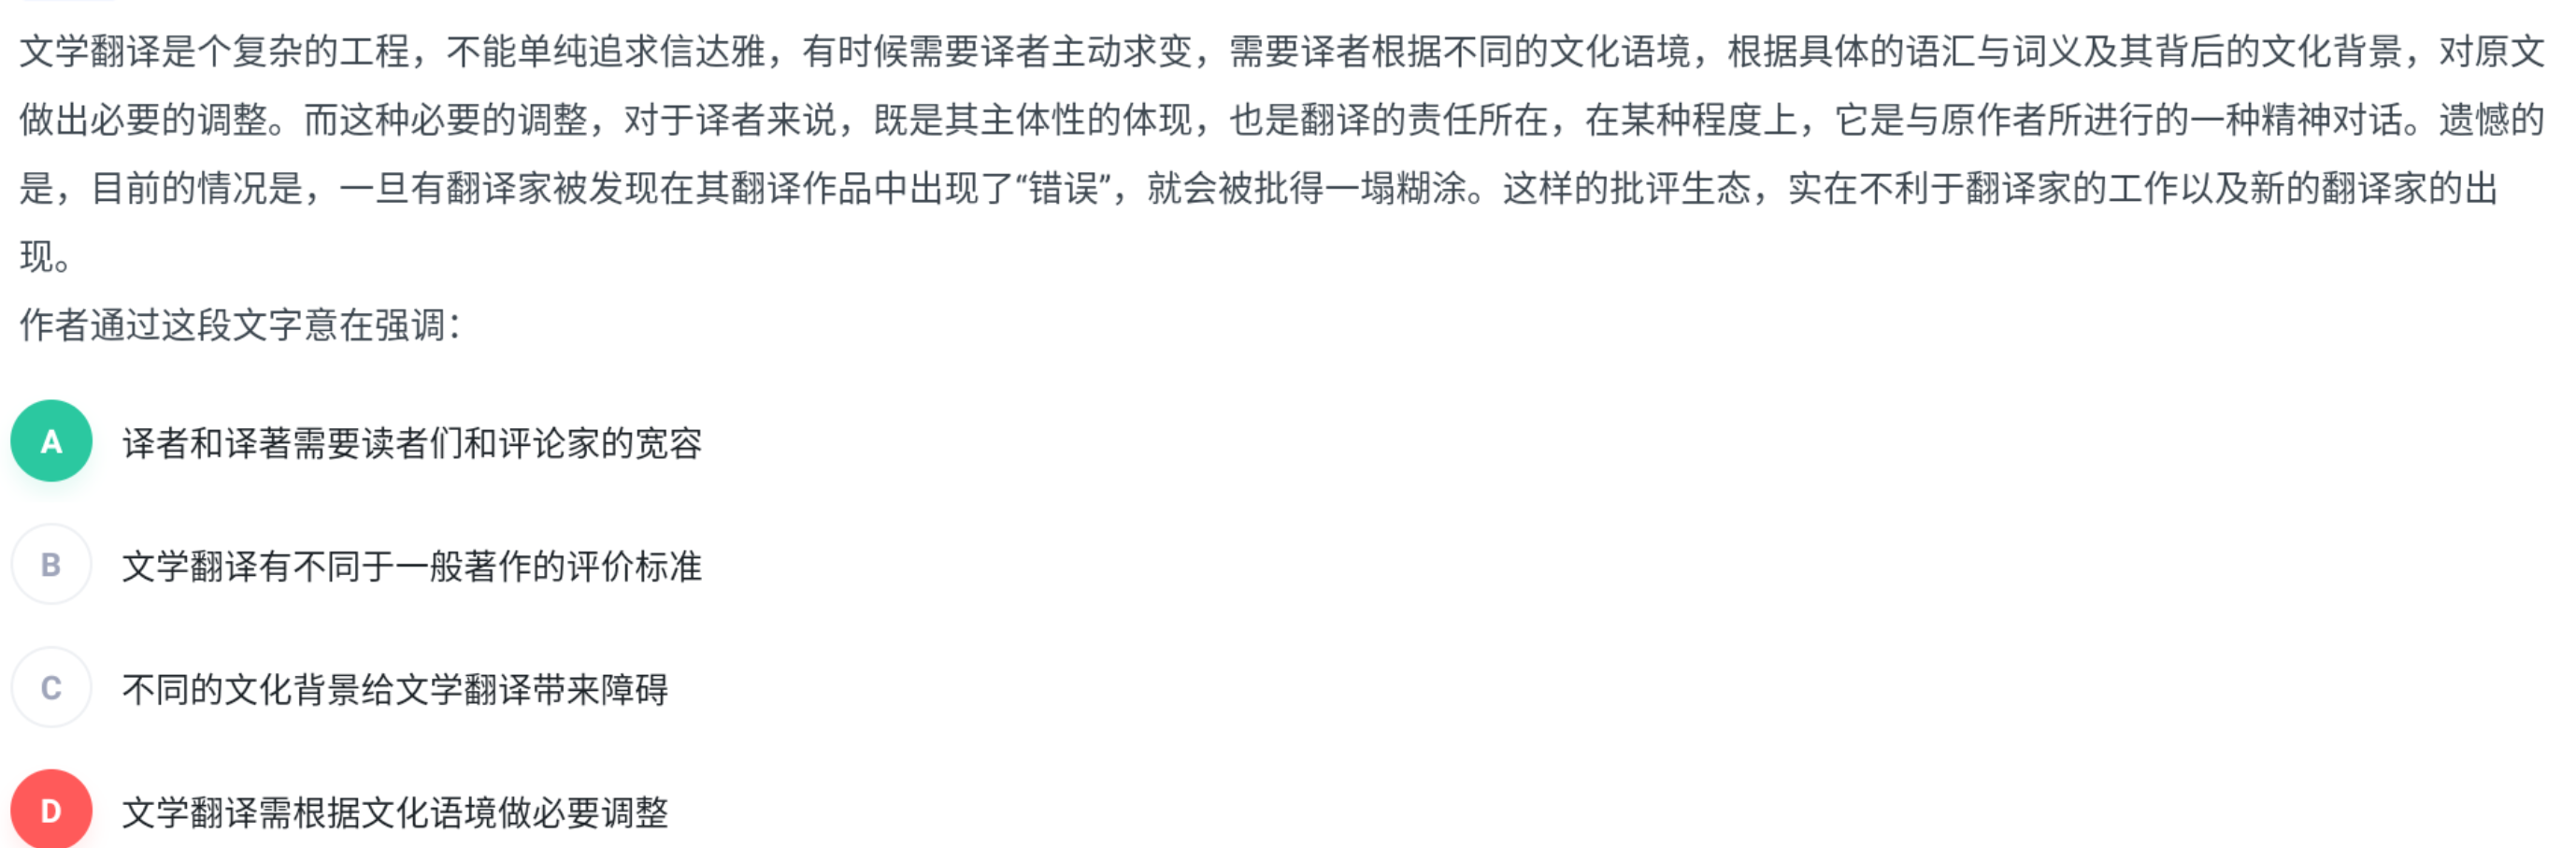 文学翻译是个复杂的工程，不能单纯追求信达雅，有时候需要译者主动求变，需要译者根据不同的文化语境，根据具体的语汇与词义及其背后的文化背景，对原文
做出必要的调整。而这种必要的调整，对于译者来说，既是其主体性的体现，也是翻译的责任所在，在某种程度上，它是与原作者所进行的一种精神对话。遗憾的
是，目前的情况是，一旦有翻译家被发现在其翻译作品中出现了“错误”，就会被批得一塌糊涂。这样的批评生态，实在不利于翻译家的工作以及新的翻译家的出
现。
作者通过这段文字意在强调：
A 译者和译著需要读者们和评论家的宽容
B 文学翻译有不同于一般著作的评价标准
C 不同的文化背景给文学翻译带来障碍
D 文学翻译需根据文化语境做必要调整